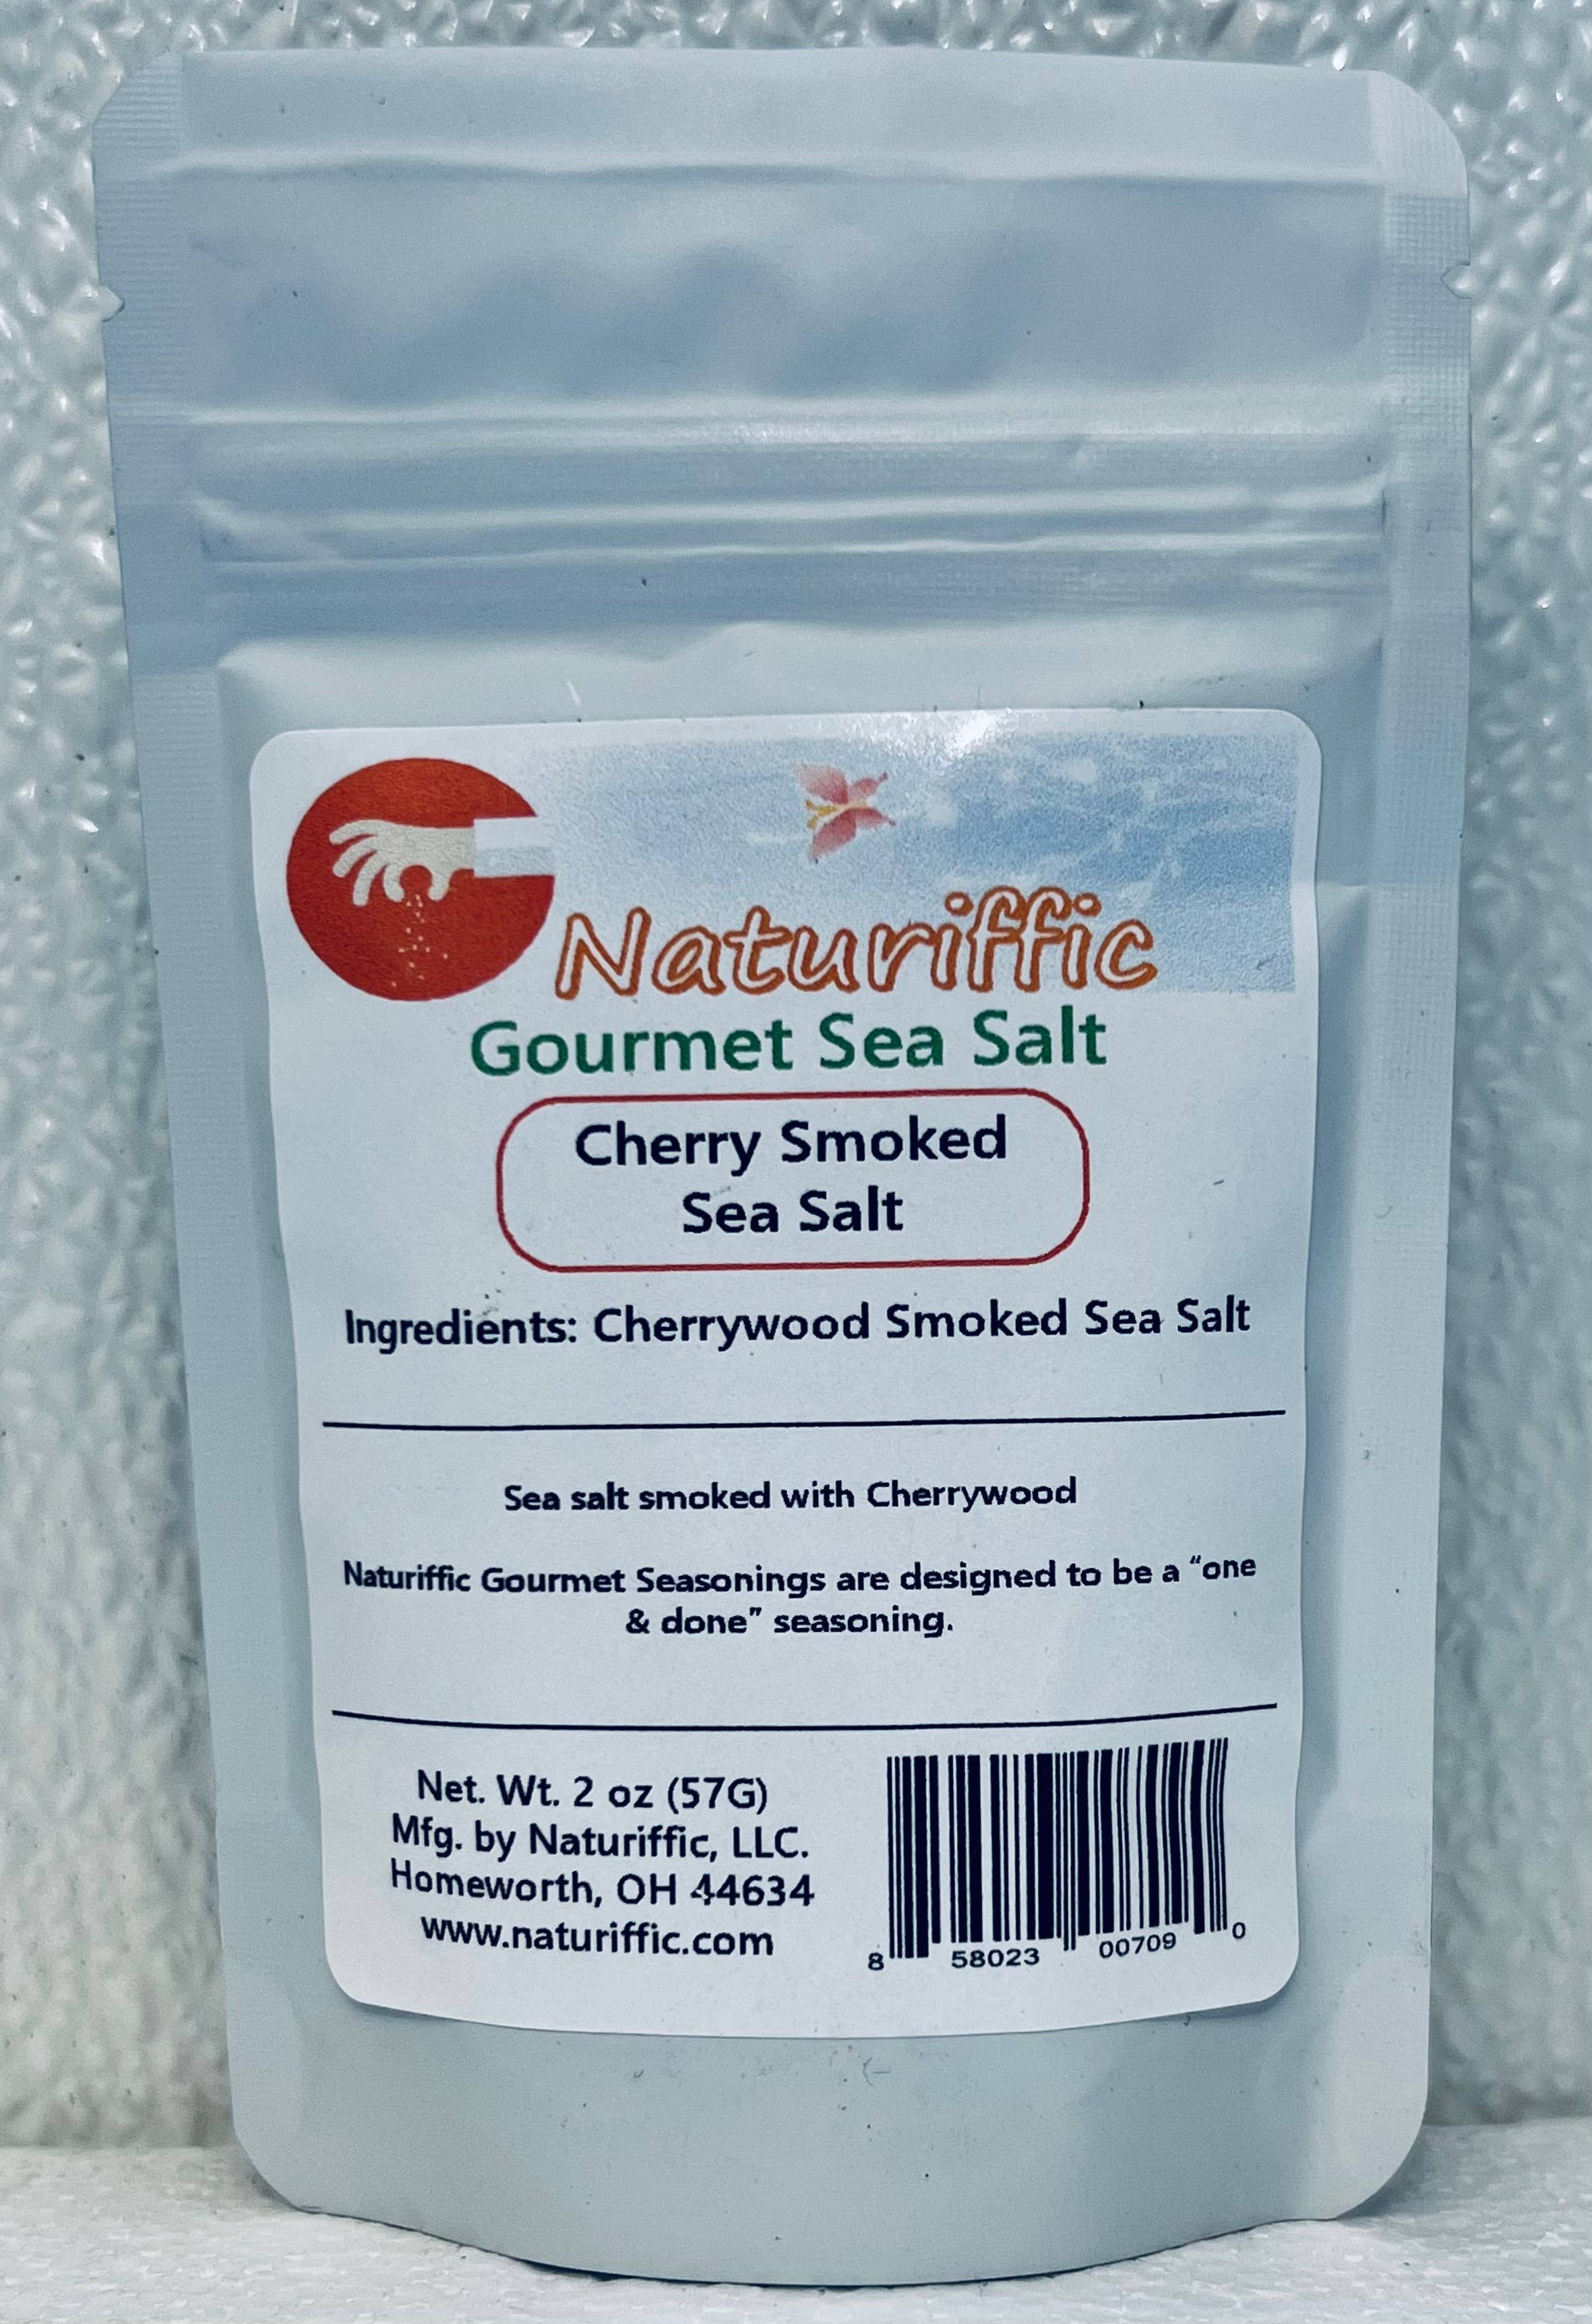 Naturiffic
Gourmet Sea Salt
Cherry Smoked
Sea Salt
Ingredients: Cherrywood Smoked Sea Salt
Sea salt smoked with Cherrywood
Naturiffic Gourmet Seasonings are designed to be a “one
& done” seasoning.
Net. Wt. 2 oz (57G)
Mfg. by Naturiffic, LLC.
Homeworth, OH 44634
www.naturiffic.com
8 58023 00709 0